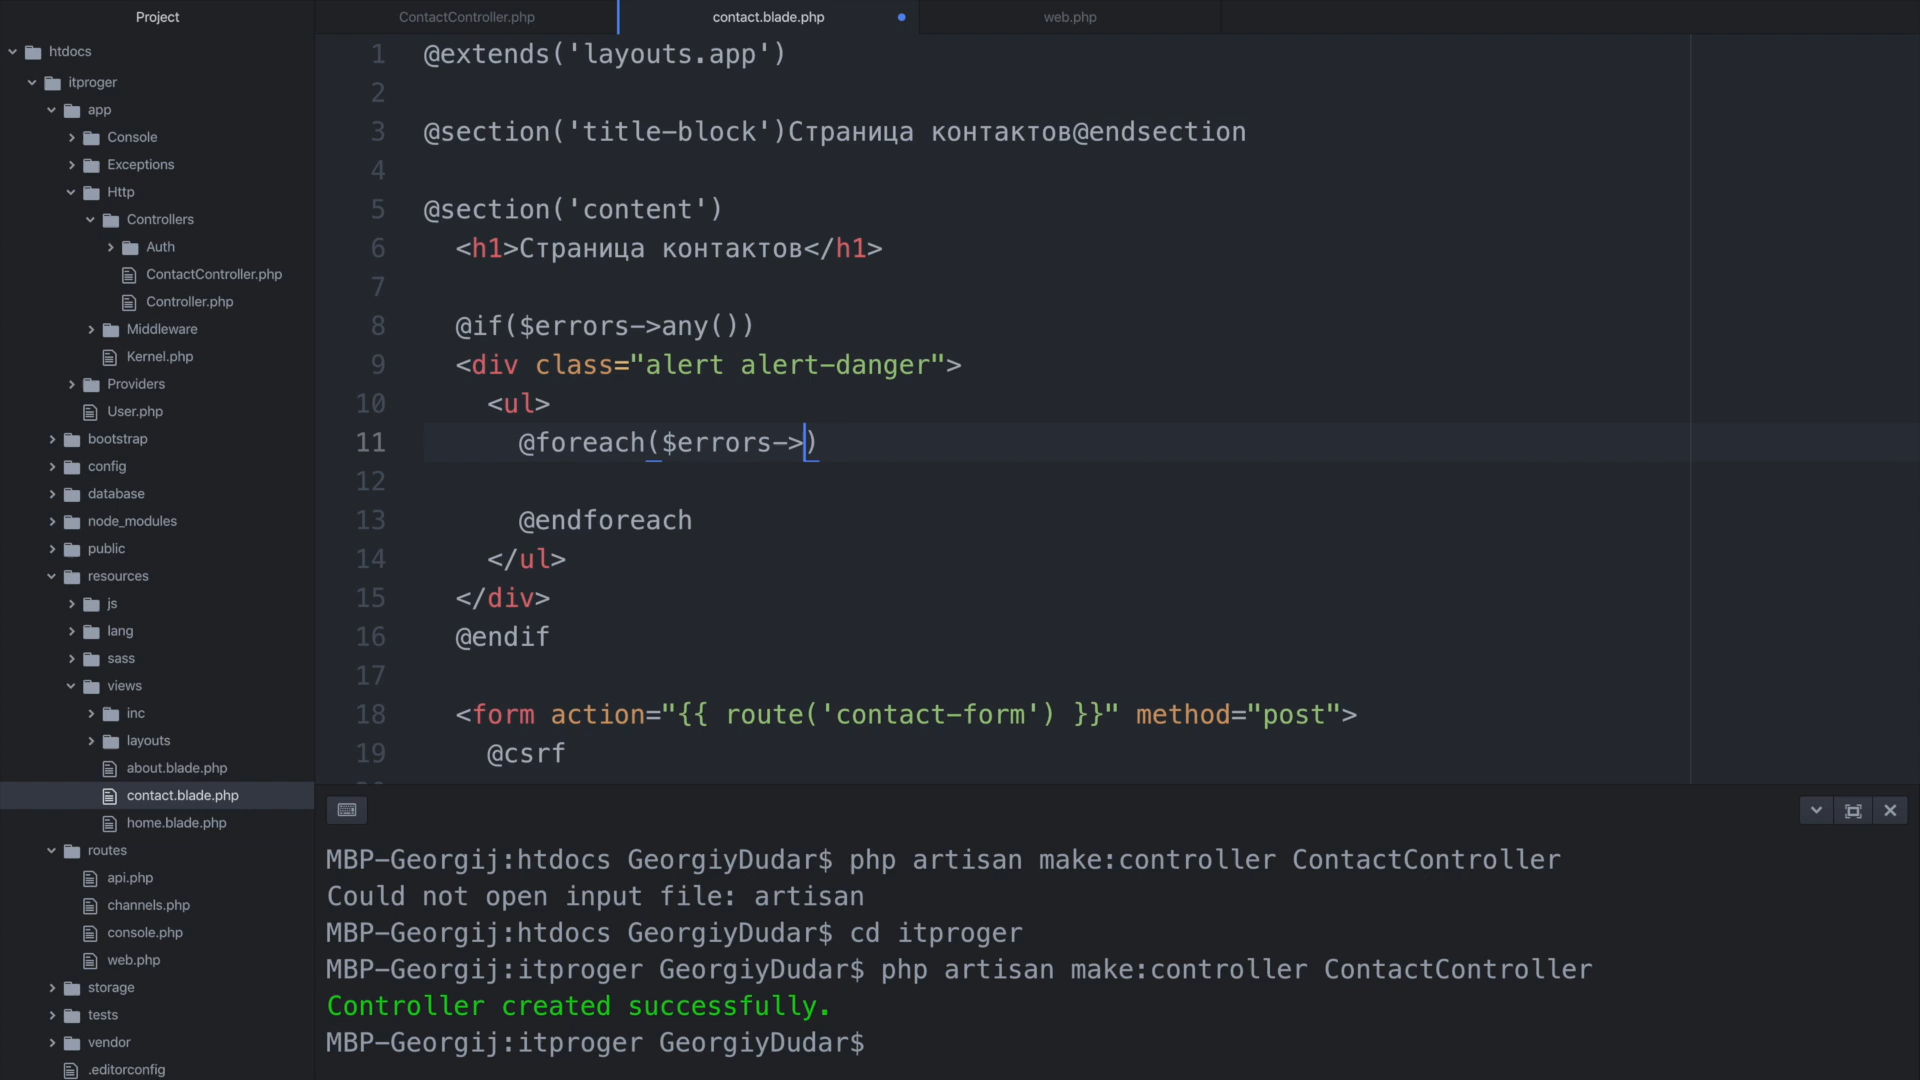 Project
htdocs
itproger
app
Console
Exceptions
Http
Controllers
Auth
ContactController.php
Controller.php
Middleware
Kernel.php
Providers
User.php
bootstrap
config
database
node_modules
public
resources
js
lang
sass
views
inc
layouts
about.blade.php
contact.blade.php
home.blade.php
routes
api.php
channels.php
console.php
web.php
storage
tests
vendor
.editorconfig
ContactController.php
contact.blade.php
web.php
1 @extends('layouts.app')
2
3 @section('title-block')Страница контактов@endsection
4
5 @section('content')
6 <h1>Страница контактов</h1>
7
8 @if($errors->any())
9 <div class="alert alert-danger">
10 <ul>
11 @foreach($errors->)
12
13 @endforeach
14 </ul>
15 </div>
16 @endif
17
18 <form action="{{ route('contact-form') }}" method="post">
19 @csrf
MBP-Georgij:htdocs GeorgiyDudar$ php artisan make:controller ContactController
Could not open input file: artisan
MBP-Georgij:htdocs GeorgiyDudar$ cd itproger
MBP-Georgij:itproger GeorgiyDudar$ php artisan make:controller ContactController
Controller created successfully.
MBP-Georgij:itproger GeorgiyDudar$